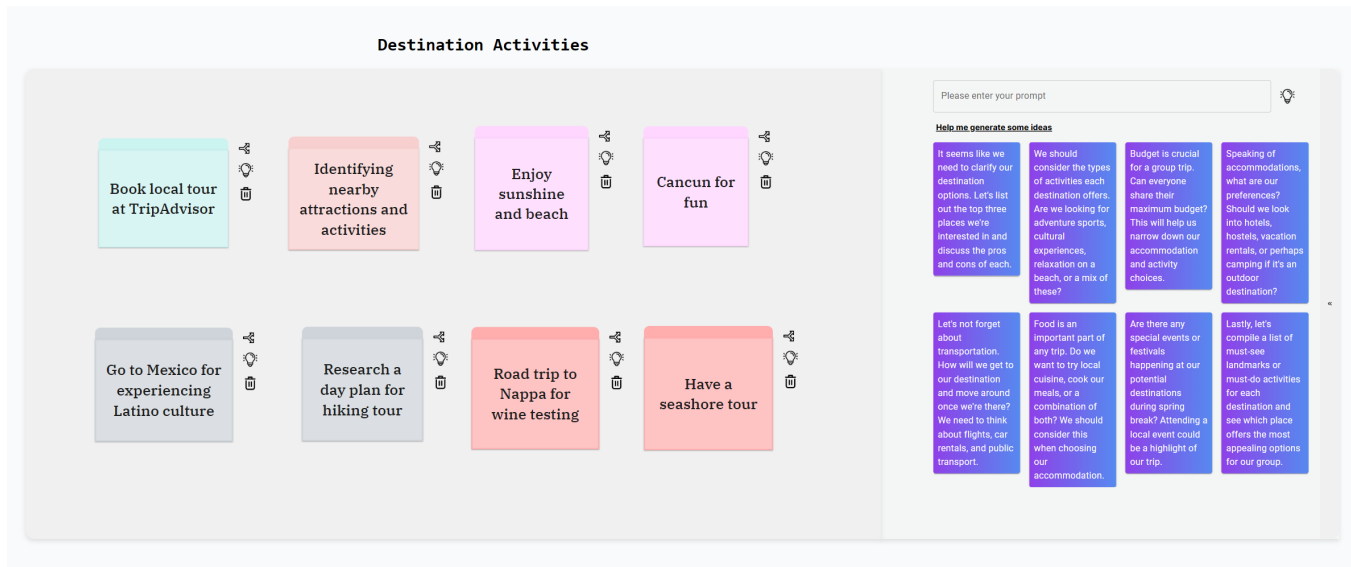 Destination Activities
Book local tour
at TripAdvisor
Identifying
nearby
attractions and
activities
Enjoy
sunshine
and beach
Cancun for
fun
Go to Mexico for
experiencing
Latino culture
Research a
day plan for
hiking tour
Road trip to
Nappa for
wine testing
Have a
seashore tour
Please enter your prompt
Help me generate some ideas
It seems like we
need to clarify our
destination
options. Let's list
out the top three
places we're
interested in and
discuss the pros
and cons of each.
We should
consider the types
of activities each
destination offers.
Are we looking for
adventure sports,
cultural
experiences,
relaxation on a
beach, or a mix of
these?
Budget is crucial
for a group trip.
Can everyone
share their
maximum budget?
This will help us
narrow down our
accommodation
and activity
choices.
Speaking of
accommodations,
what are our
preferences?
Should we look
into hotels,
hostels, vacation
rentals, or perhaps
camping if it's an
outdoor
destination?
Let's not forget
about
transportation.
How will we get to
our destination
and move around
once we're there?
We need to think
about flights, car
rentals, and public
transport.
Food is an
important part of
any trip. Do we
want to try local
cuisine, cook our
meals, or a
combination of
both? We should
consider this
when choosing
our
accommodation.
Are there any
special events or
festivals
happening at our
potential
destinations
during spring
break? Attending a
local event could
be a highlight of
our trip.
Lastly, let's
compile a list of
must-see
landmarks or
must-do activities
for each
destination and
see which place
offers the most
appealing options
for our group.
«